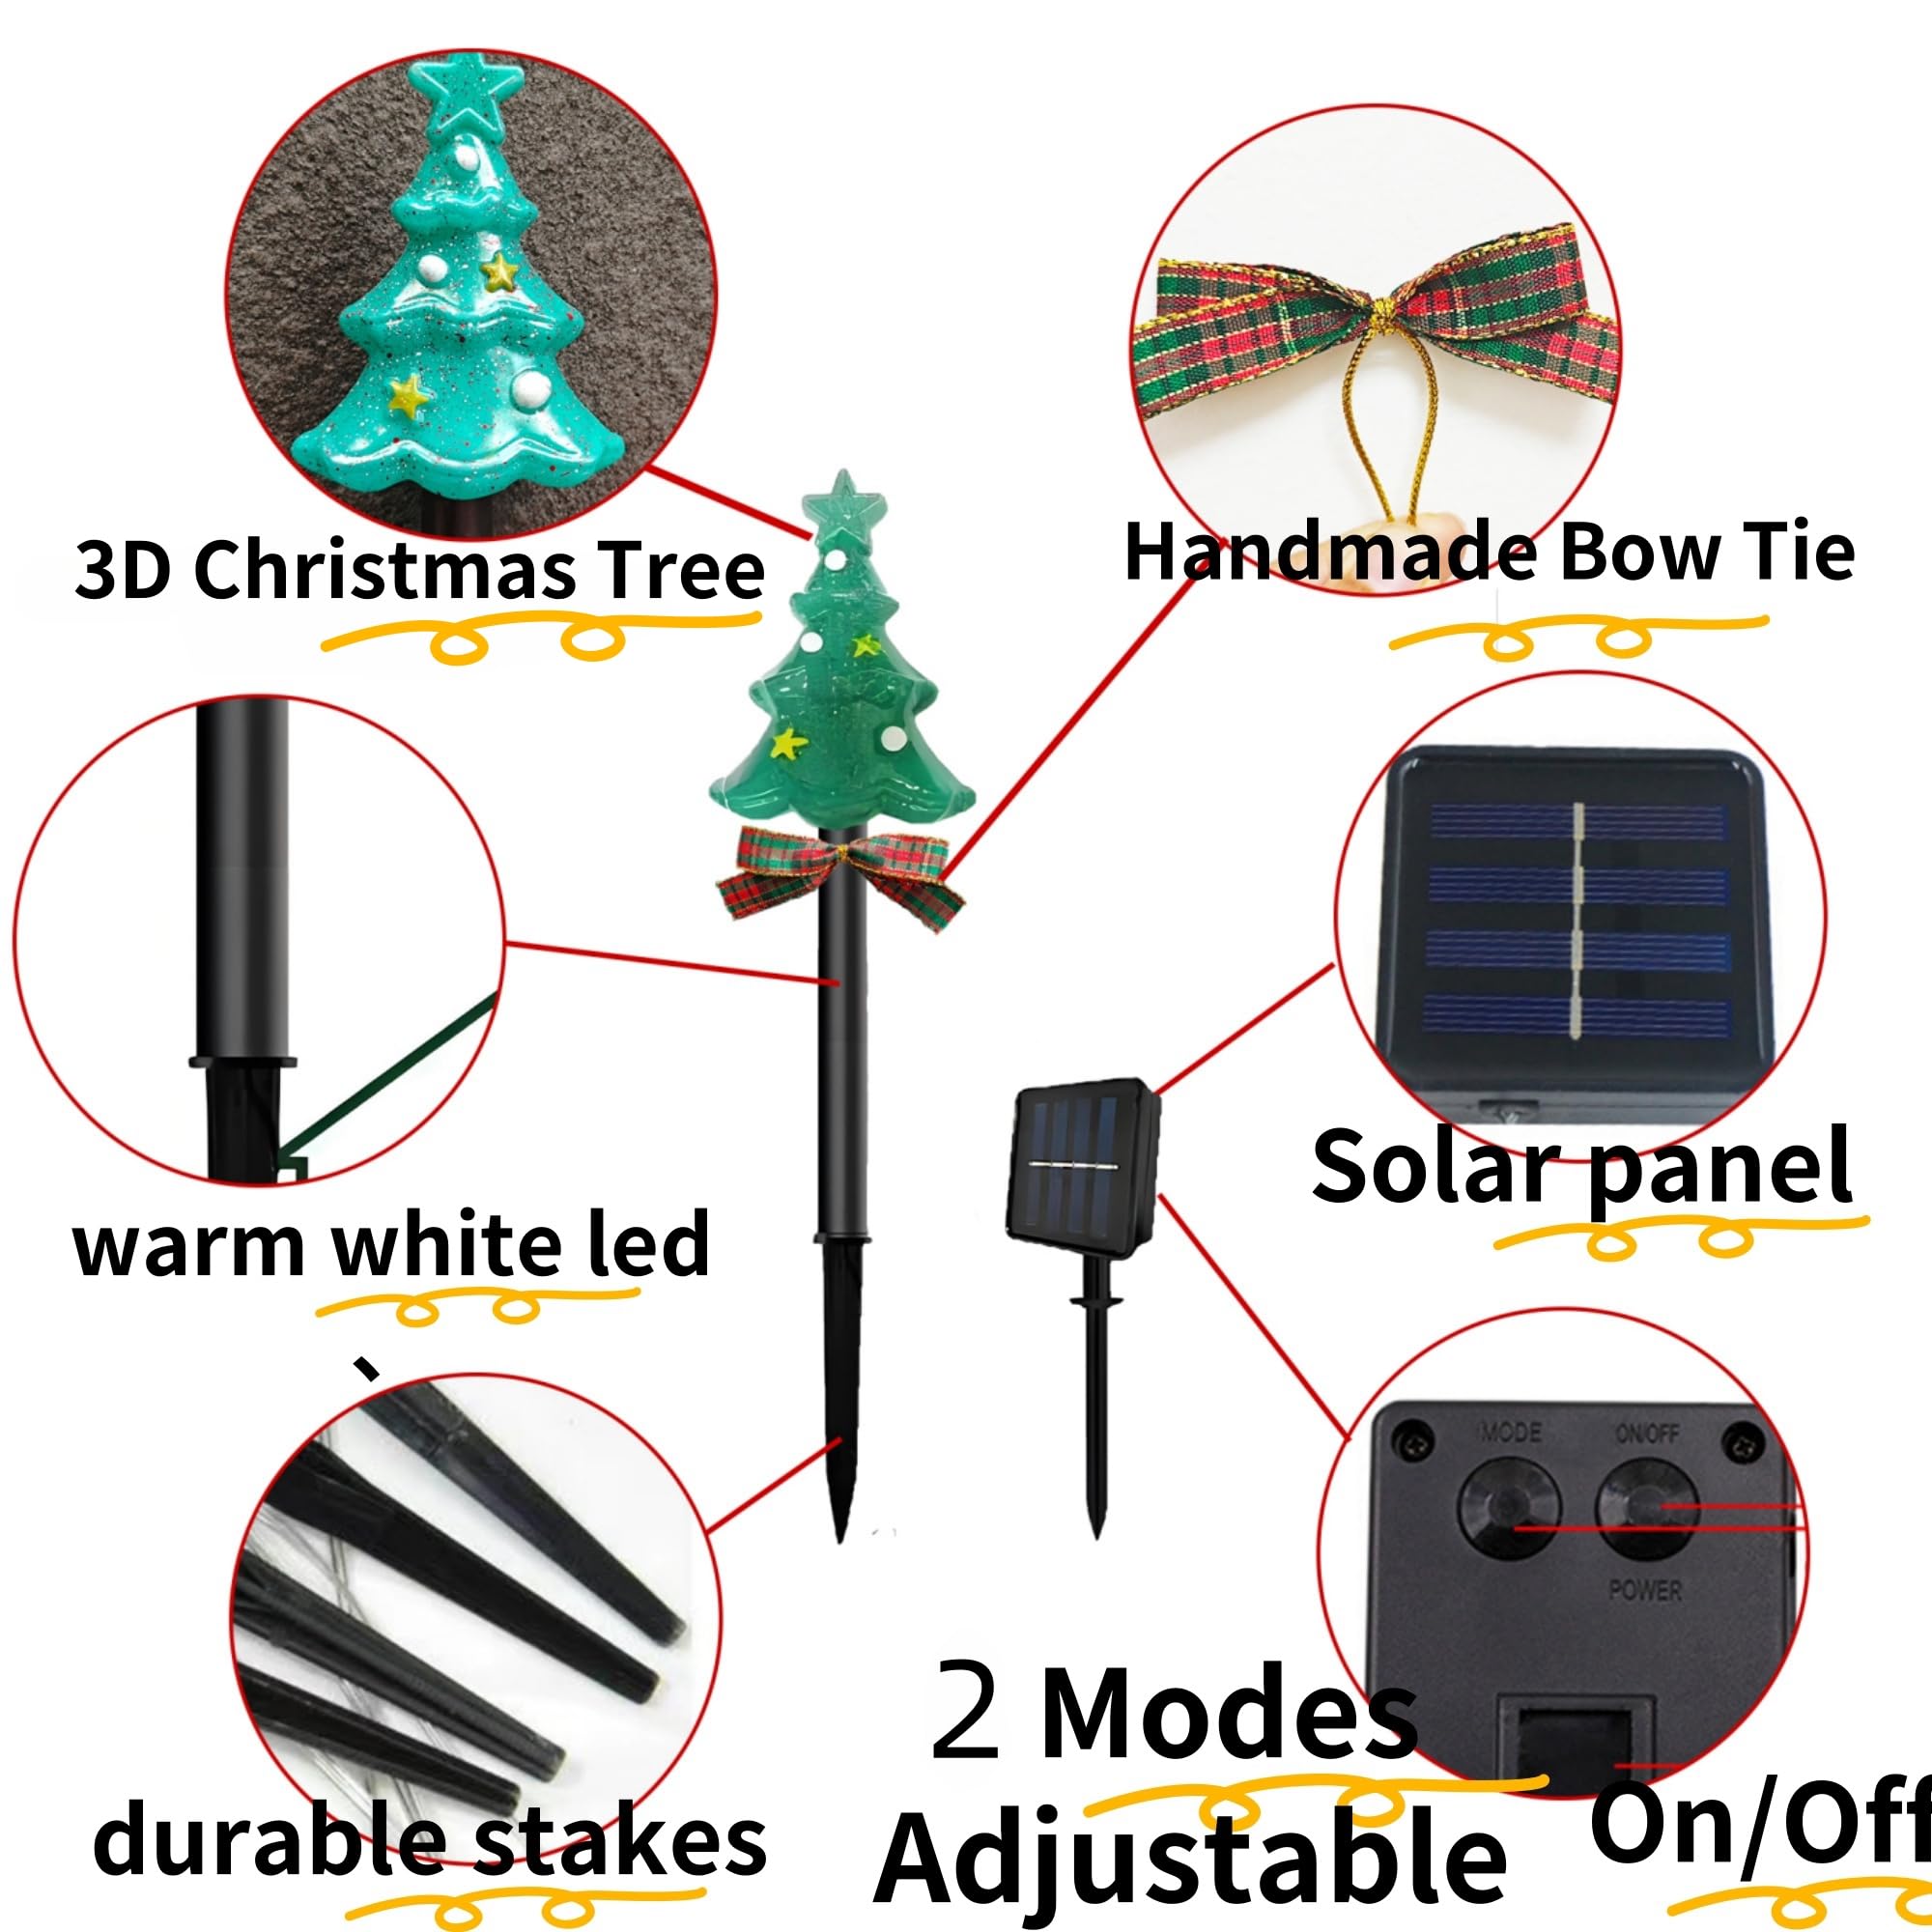 3D Christmas Tree
Handmade Bow Tie
Solar panel
warm white led
MODE
ON/OFF
POWER
2 Modes
Adjustable
On/Off
durable stakes